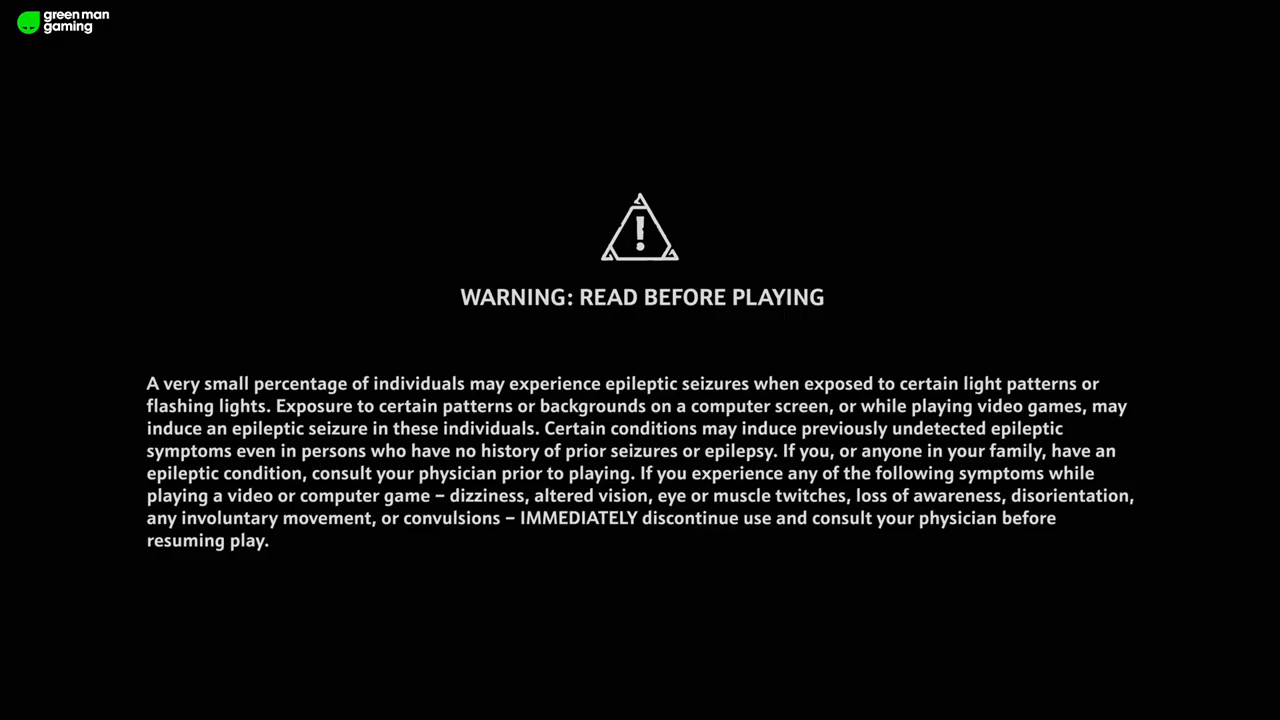 green man
gaming
!
WARNING: READ BEFORE PLAYING
A very small percentage of individuals may experience epileptic seizures when exposed to certain light patterns or
flashing lights. Exposure to certain patterns or backgrounds on a computer screen, or while playing video games, may
induce an epileptic seizure in these individuals. Certain conditions may induce previously undetected epileptic
symptoms even in persons who have no history of prior seizures or epilepsy. If you, or anyone in your family, have an
epileptic condition, consult your physician prior to playing. If you experience any of the following symptoms while
playing a video or computer game – dizziness, altered vision, eye or muscle twitches, loss of awareness, disorientation,
any involuntary movement, or convulsions – IMMEDIATELY discontinue use and consult your physician before
resuming play.